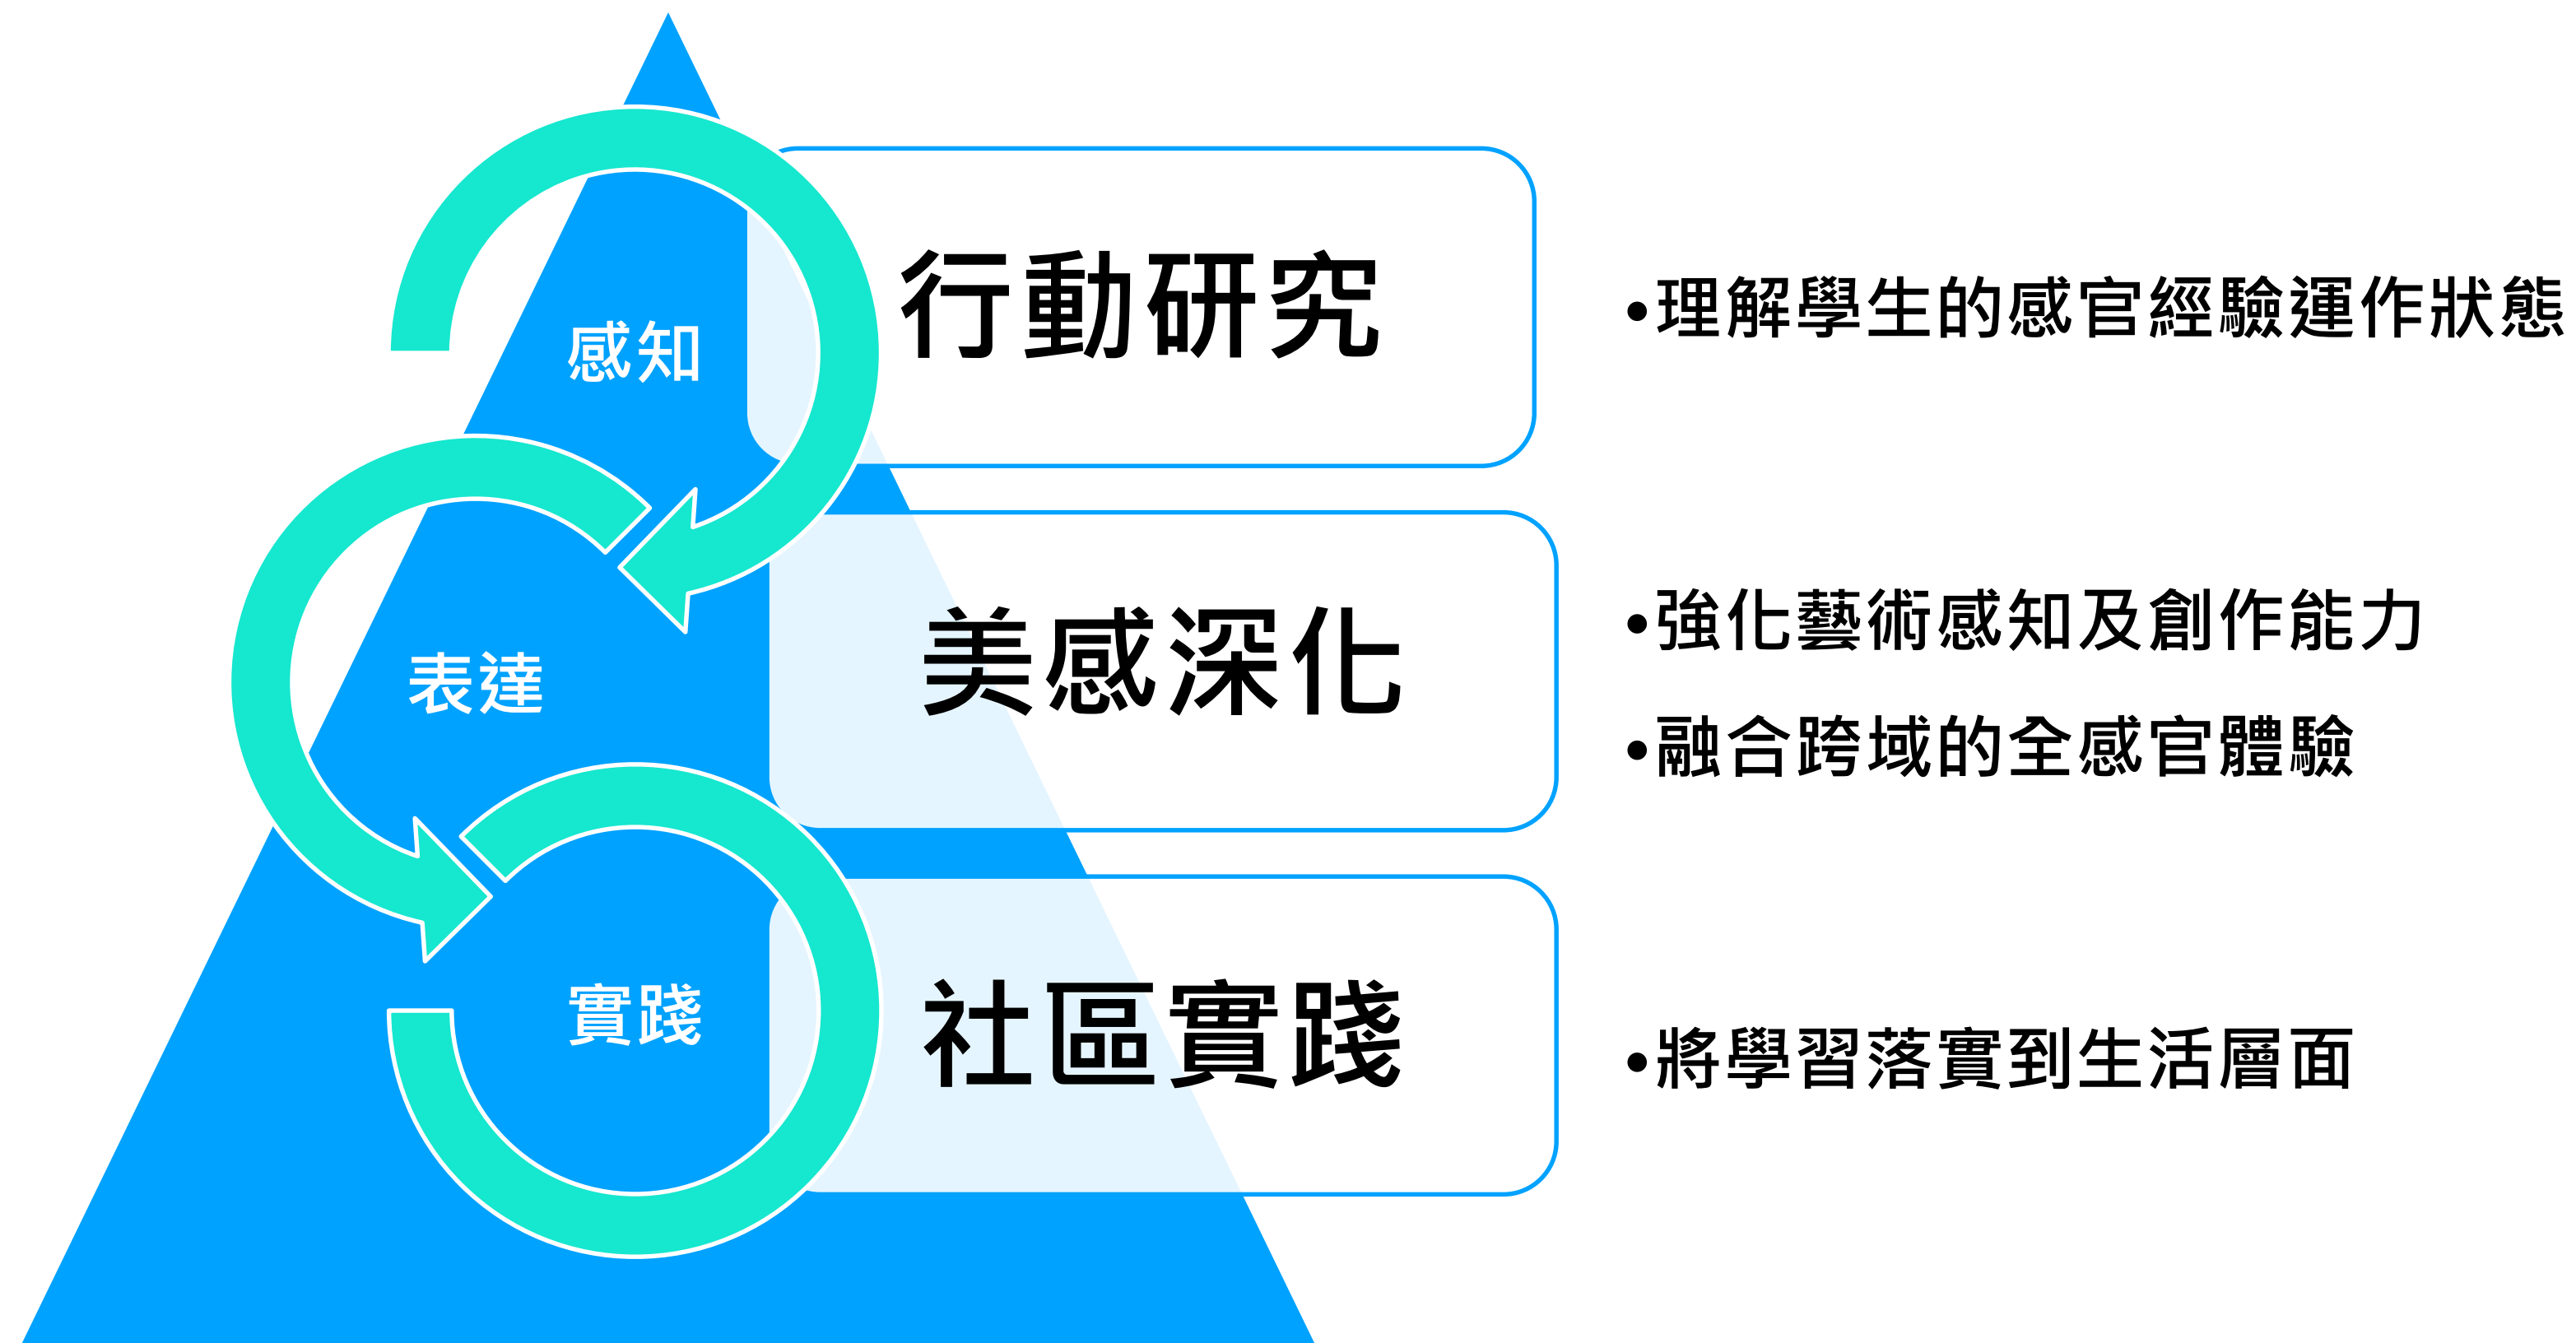 感知
行動研究
•理解學生的感官經驗運作狀態
表達
美感深化
•強化藝術感知及創作能力
•融合跨域的全感官體驗
實踐
社區實踐
•將學習落實到生活層面